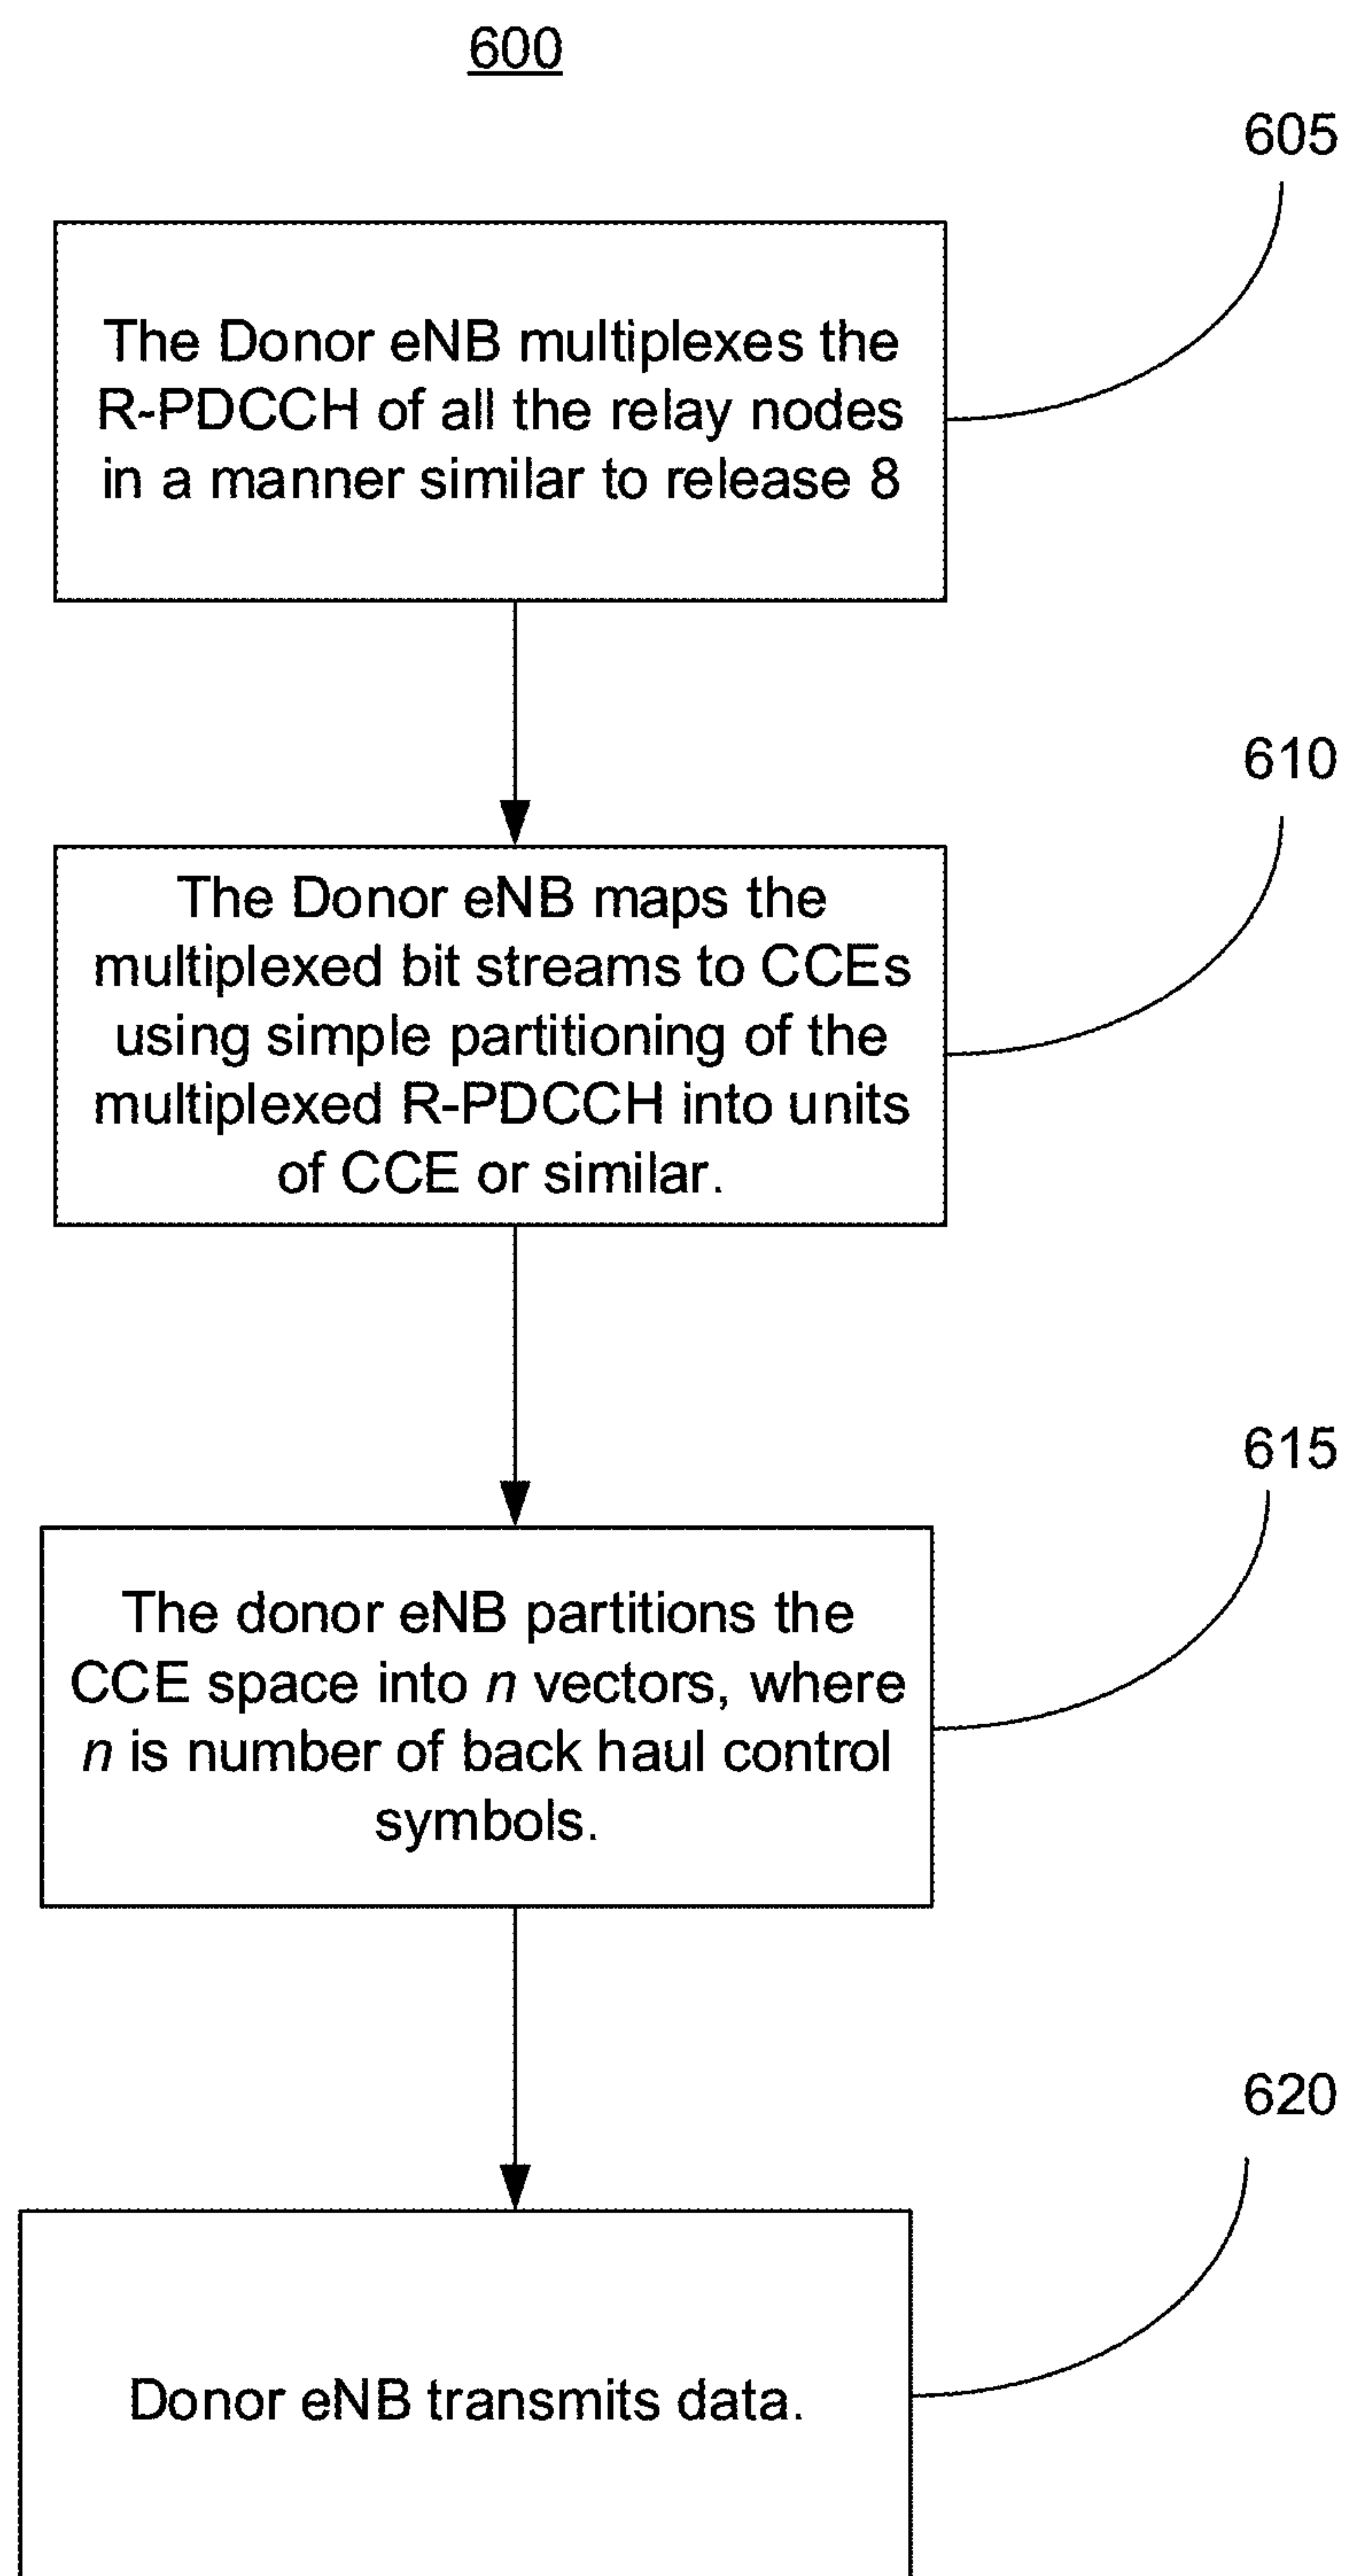 600
605
The Donor eNB multiplexes the
R-PDCCH of all the relay nodes
in a manner similar to release 8
610
The Donor eNB maps the
multiplexed bit streams to CCEs
using simple partitioning of the
multiplexed R-PDCCH into units
of CCE or similar.
615
The donor eNB partitions the
CCE space into n vectors, where
n is number of back haul control
symbols.
620
Donor eNB transmits data.